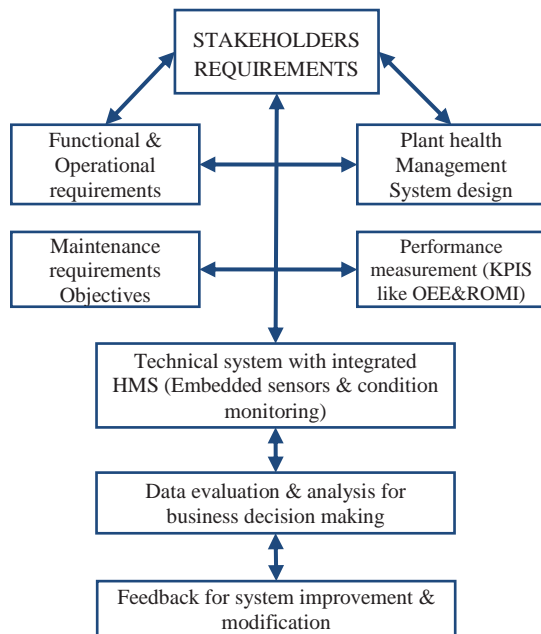 STAKEHOLDERS
REQUIREMENTS
Functional &
Operational
requirements
Plant health
Management
System design
Maintenance
requirements
Objectives
Performance
measurement (KPIS
like OEE&ROMI)
Technical system with integrated
HMS (Embedded sensors & condition
monitoring)
Data evaluation & analysis for
business decision making
Feedback for system improvement &
modification